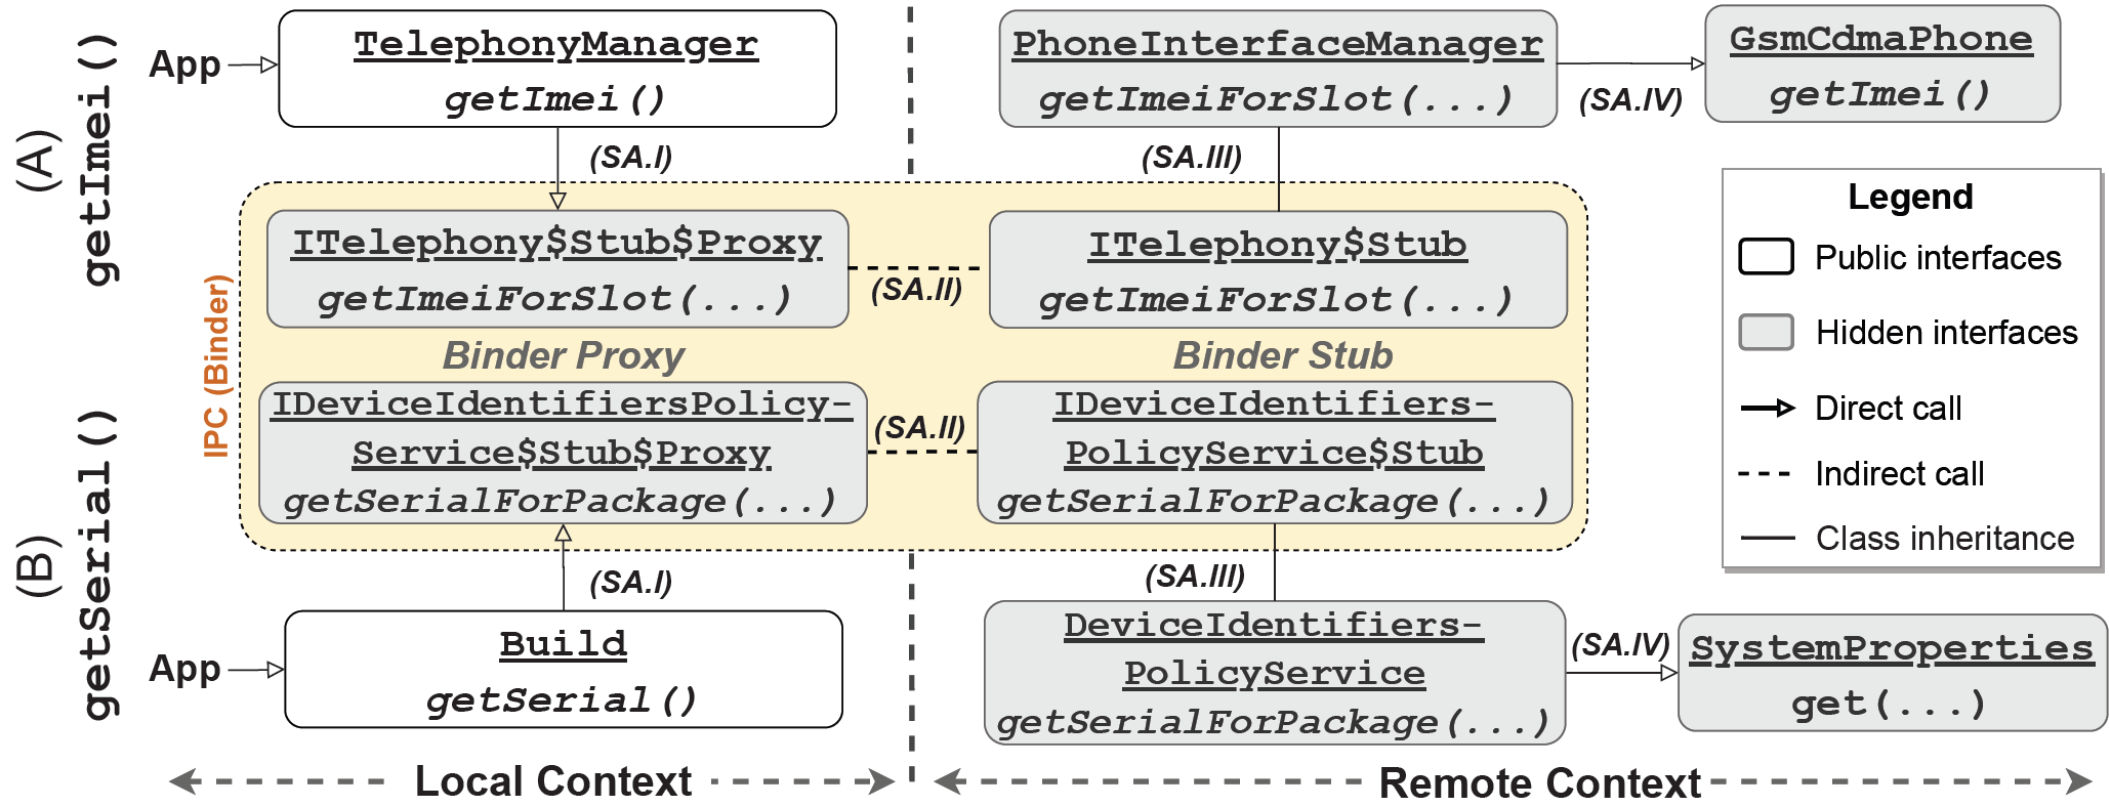 (A)
getImei()
App
TelephonyManager
getImei()
PhoneInterfaceManager
getImeiForSlot(...)
(SA.IV)
GsmCdmaPhone
getImei()
(SA.I)
(SA.III)
IPC (Binder)
ITelephony$Stub$Proxy
getImeiForSlot(...)
(SA.II)
ITelephony$Stub
getImeiForSlot(...)
Binder Proxy
Binder Stub
IDeviceIdentifiersPolicy-
Service$Stub$Proxy
getSerialForPackage(...)
(SA.II)
IDeviceIdentifiers-
PolicyService$Stub
getSerialForPackage(...)
Legend
Public interfaces
Hidden interfaces
Direct call
Indirect call
Class inheritance
(B)
getSerial()
(SA.I)
(SA.III)
App
Build
getSerial()
DeviceIdentifiers-
PolicyService
getSerialForPackage(...)
(SA.IV)
SystemProperties
get(...)
Local Context
Remote Context